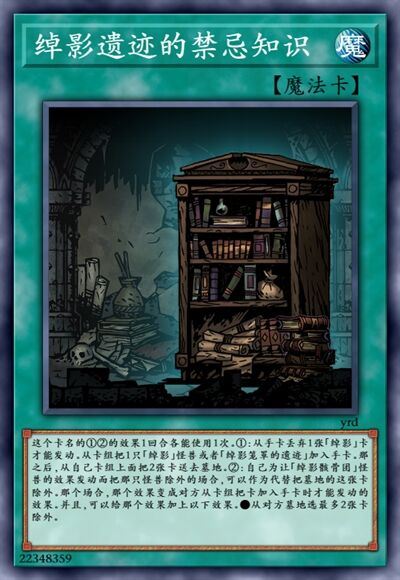 绰影遗迹的禁忌知识
魔
【魔法卡】
yrd
这个卡名的①②的效果1回合各能使用1次。①:从手卡丢弃1张「绰影」卡
才能发动。从卡组把1只「绰影」怪兽或者「绰影笼罩的遗迹」加入手卡。那
之后,从自己卡组上面把2张卡送去墓地。②:自己为让「绰影骸骨团」怪
兽的效果发动而把那只怪兽除外的场合,可以作为代替把墓地的这张卡
除外。那个场合,那个效果变成对方从卡组把卡加入手卡时才能发动的
效果。并且,可以给那个效果加上以下效果。●从对方墓地选最多2张卡
除外。
22348359